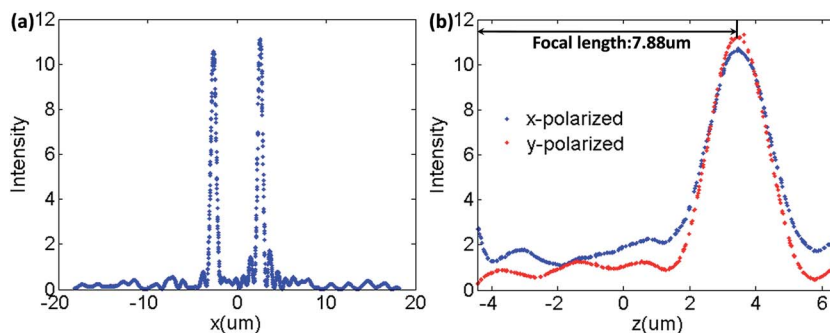 (a)
12
10
8
6
4
2
0
Intensity
-20
-10
0
10
20
x(um)
(b)
12
10
8
6
4
2
0
Intensity
Focal length:7.88um
x-polarized
y-polarized
-4
-2
0
2
4
6
z(um)